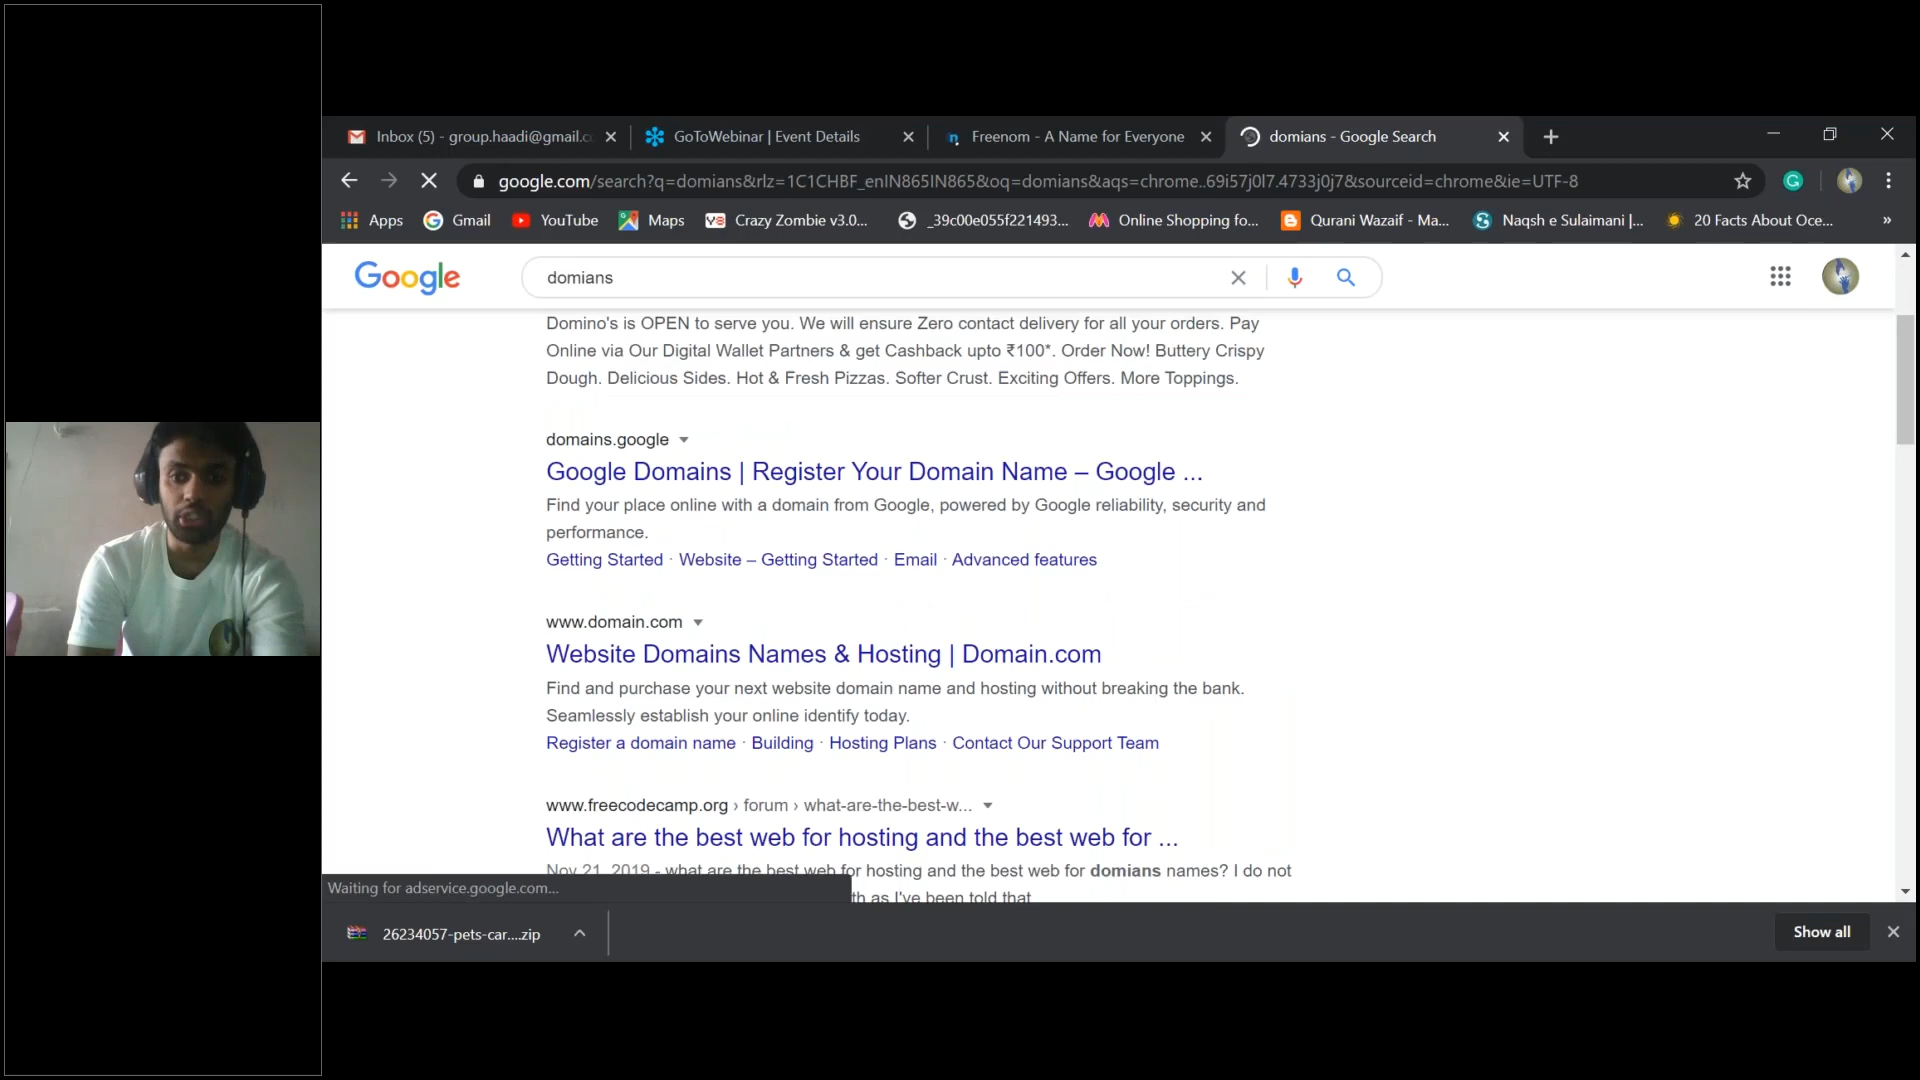 Inbox (5) - group.haadi@gmail.c
GoToWebinar | Event Details
Freenom - A Name for Everyone
domians - Google Search
google.com/search?q=domians&rlz=1C1CHBF_enIN865IN865&oq=domians&aqs=chrome..69i57j0l7.4733j0j7&sourceid=chrome&ie=UTF-8
Apps
Gmail
YouTube
Maps
Crazy Zombie v3.0...
_39c00e055f221493...
Online Shopping fo...
Qurani Wazaif - Ma...
Naqsh e Sulaimani |...
20 Facts About Oce...
Google
domians
Domino's is OPEN to serve you. We will ensure Zero contact delivery for all your orders. Pay
Online via Our Digital Wallet Partners & get Cashback upto ₹100*. Order Now! Buttery Crispy
Dough. Delicious Sides. Hot & Fresh Pizzas. Softer Crust. Exciting Offers. More Toppings.
domains.google
Google Domains | Register Your Domain Name – Google ...
Find your place online with a domain from Google, powered by Google reliability, security and
performance.
Getting Started · Website – Getting Started · Email · Advanced features
www.domain.com
Website Domains Names & Hosting | Domain.com
Find and purchase your next website domain name and hosting without breaking the bank.
Seamlessly establish your online identify today.
Register a domain name · Building · Hosting Plans · Contact Our Support Team
www.freecodecamp.org › forum › what-are-the-best-w...
What are the best web for hosting and the best web for ...
Nov 21, 2019 - what are the best web for hosting and the best web for domians names? I do not
th as I've been told that
Waiting for adservice.google.com...
26234057-pets-car....zip
Show all